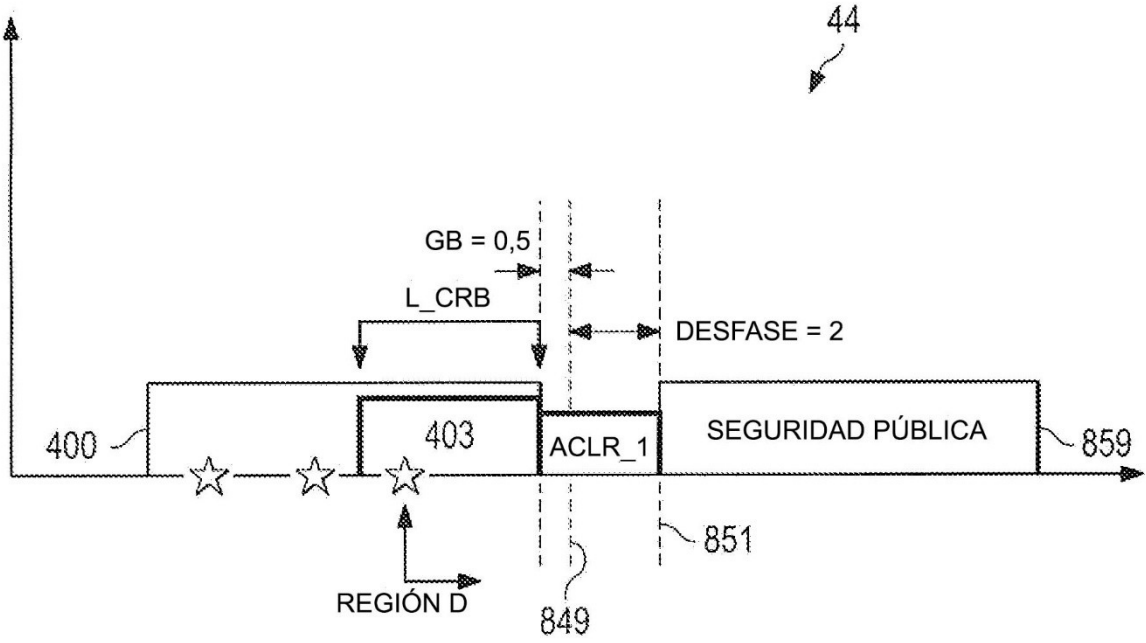 44
GB = 0,5
L_CRB
DESFASE = 2
400
403
ACLR_1
SEGURIDAD PÚBLICA
859
851
REGIÓN D
849